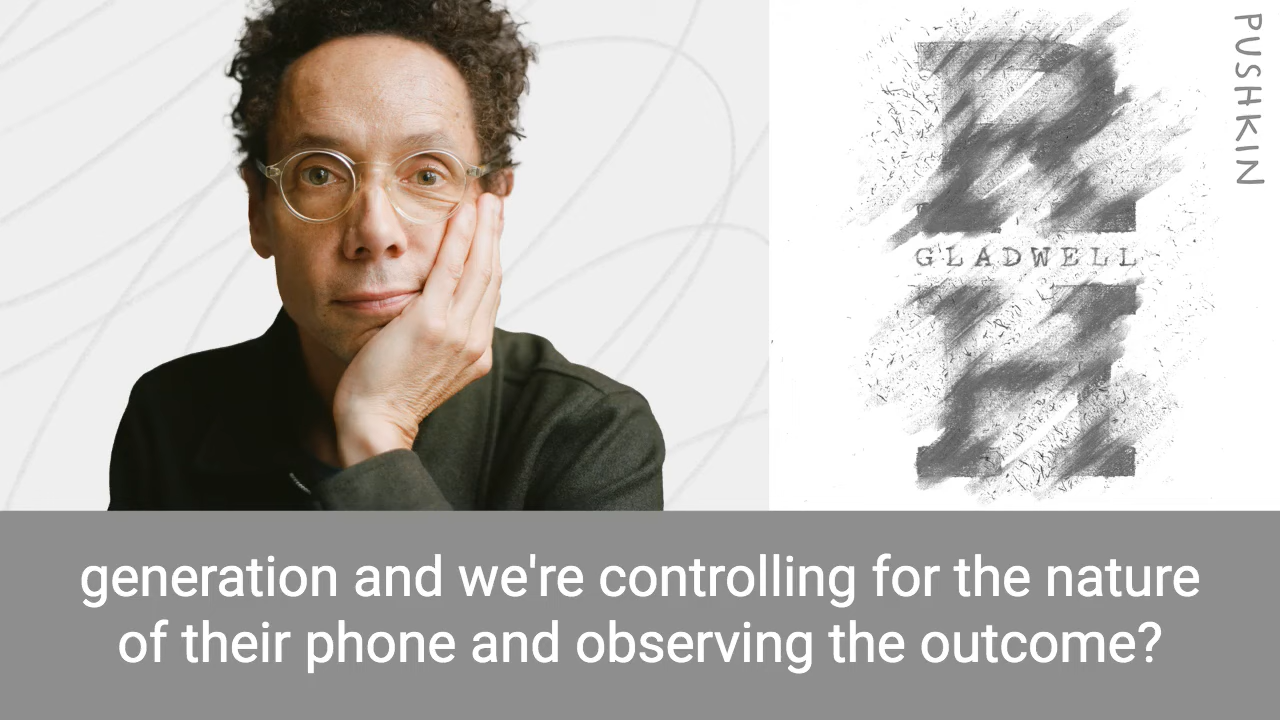 PUSHKIN
R
GLADWELL
H
generation and we're controlling for the nature
of their phone and observing the outcome?